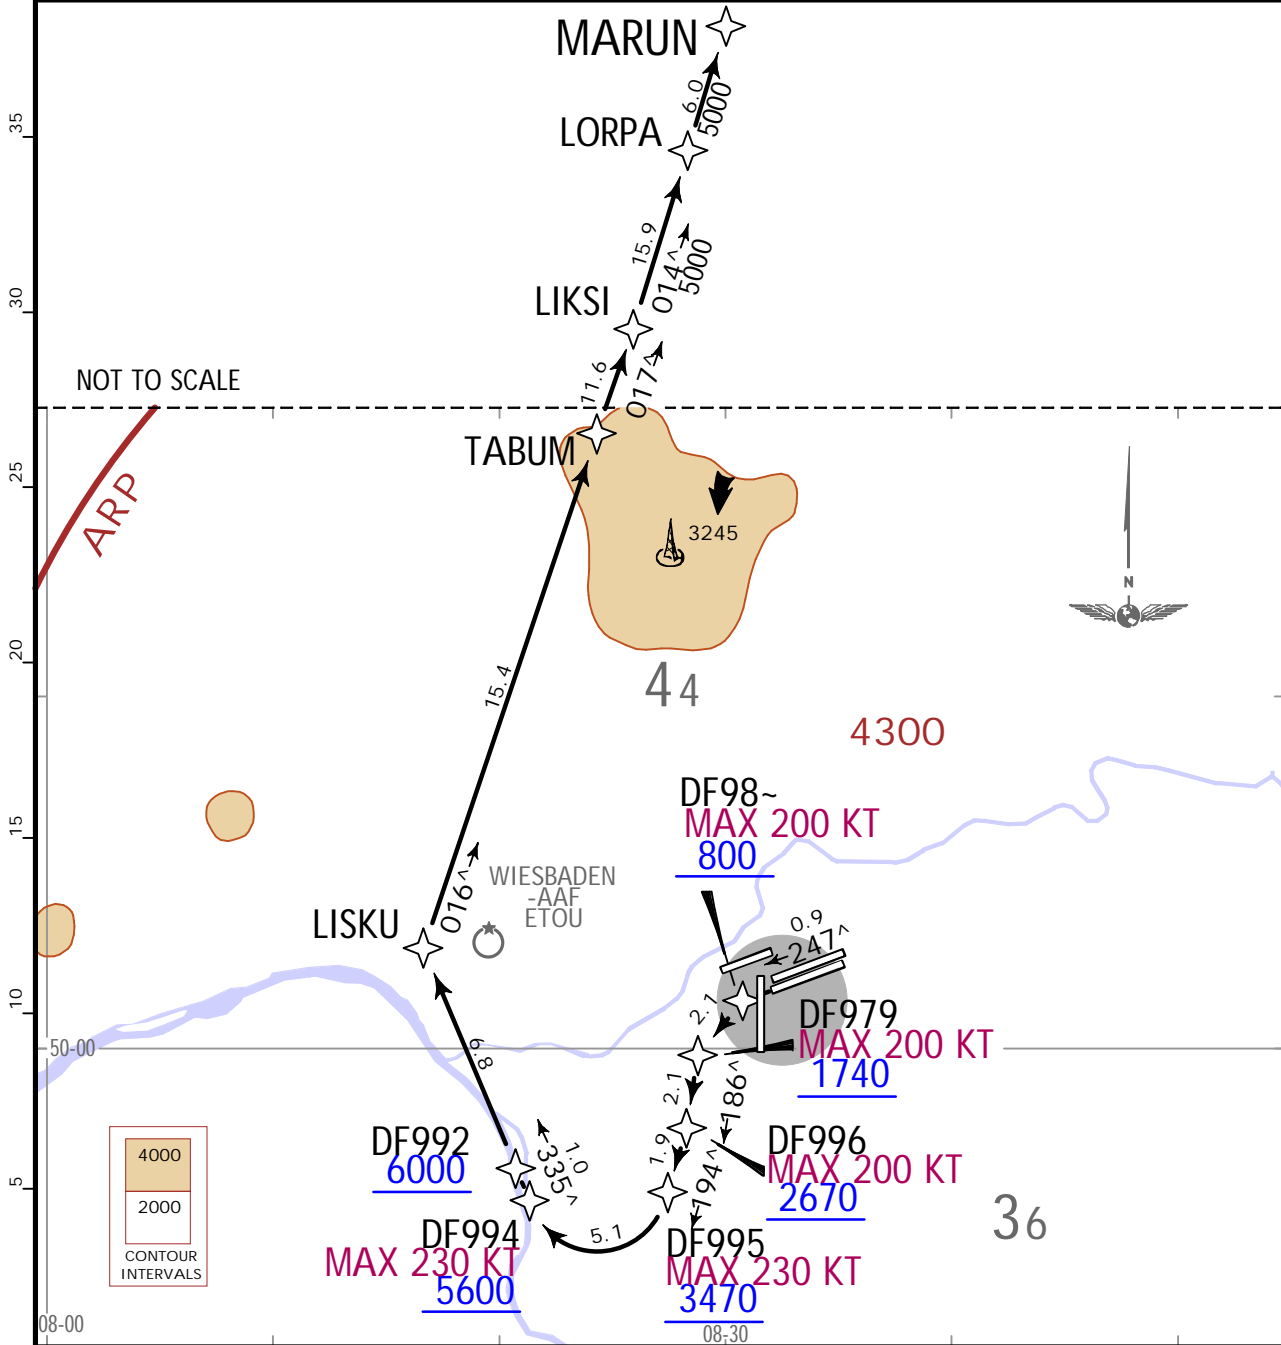 MARUN
6.0
5000
35
LORPA
15.9
014^
5000
30
LIKSI
11.6
017^
NOT TO SCALE
TABUM
25
ARP
3245
N
20
15.4
44
4300
DF98~
MAX 200 KT
800
15
016^
WIESBADEN
-AAF
ETOU
LISKU
0.9
247^
10
2.1
DF979
MAX 200 KT
1740
50-00
6.8
2.1
186^
DF992
6000
1.0
335^
1.9
194^
DF996
MAX 200 KT
2670
5
4000
2000
CONTOUR
INTERVALS
36
DF994
MAX 230 KT
5600
5.1
DF995
MAX 230 KT
3470
08-00
08-30